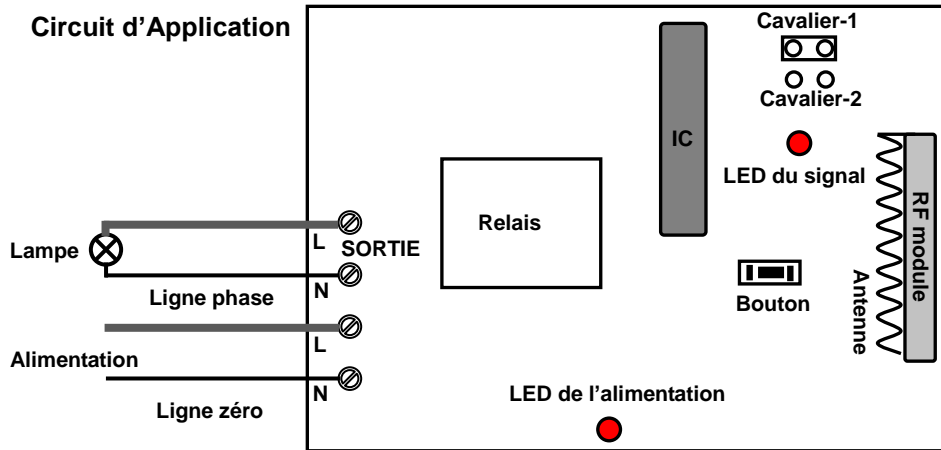 Circuit d’Application
Cavalier-1
Cavalier-2
IC
LED du signal
RF module
Antenne
Relais
Bouton
Lampe
L
SORTIE
N
Ligne phase
L
Alimentation
N
Ligne zéro
LED de l’alimentation